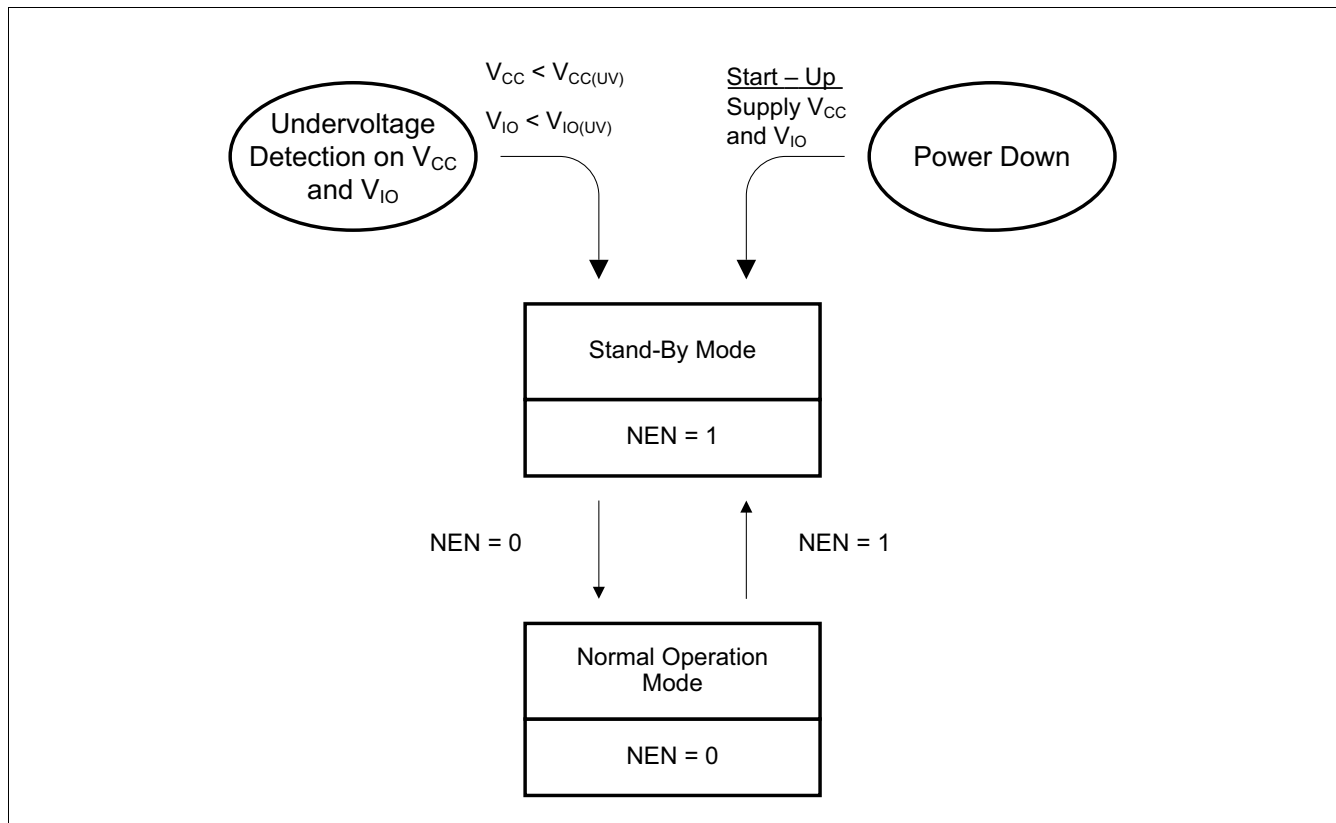 Undervoltage
Detection on VCC
and VIO
VCC < VCC(UV)
VIO < VIO(UV)
Start – Up
Supply VCC
and VIO
Power Down
Stand-By Mode
NEN = 1
NEN = 0
NEN = 1
Normal Operation
Mode
NEN = 0